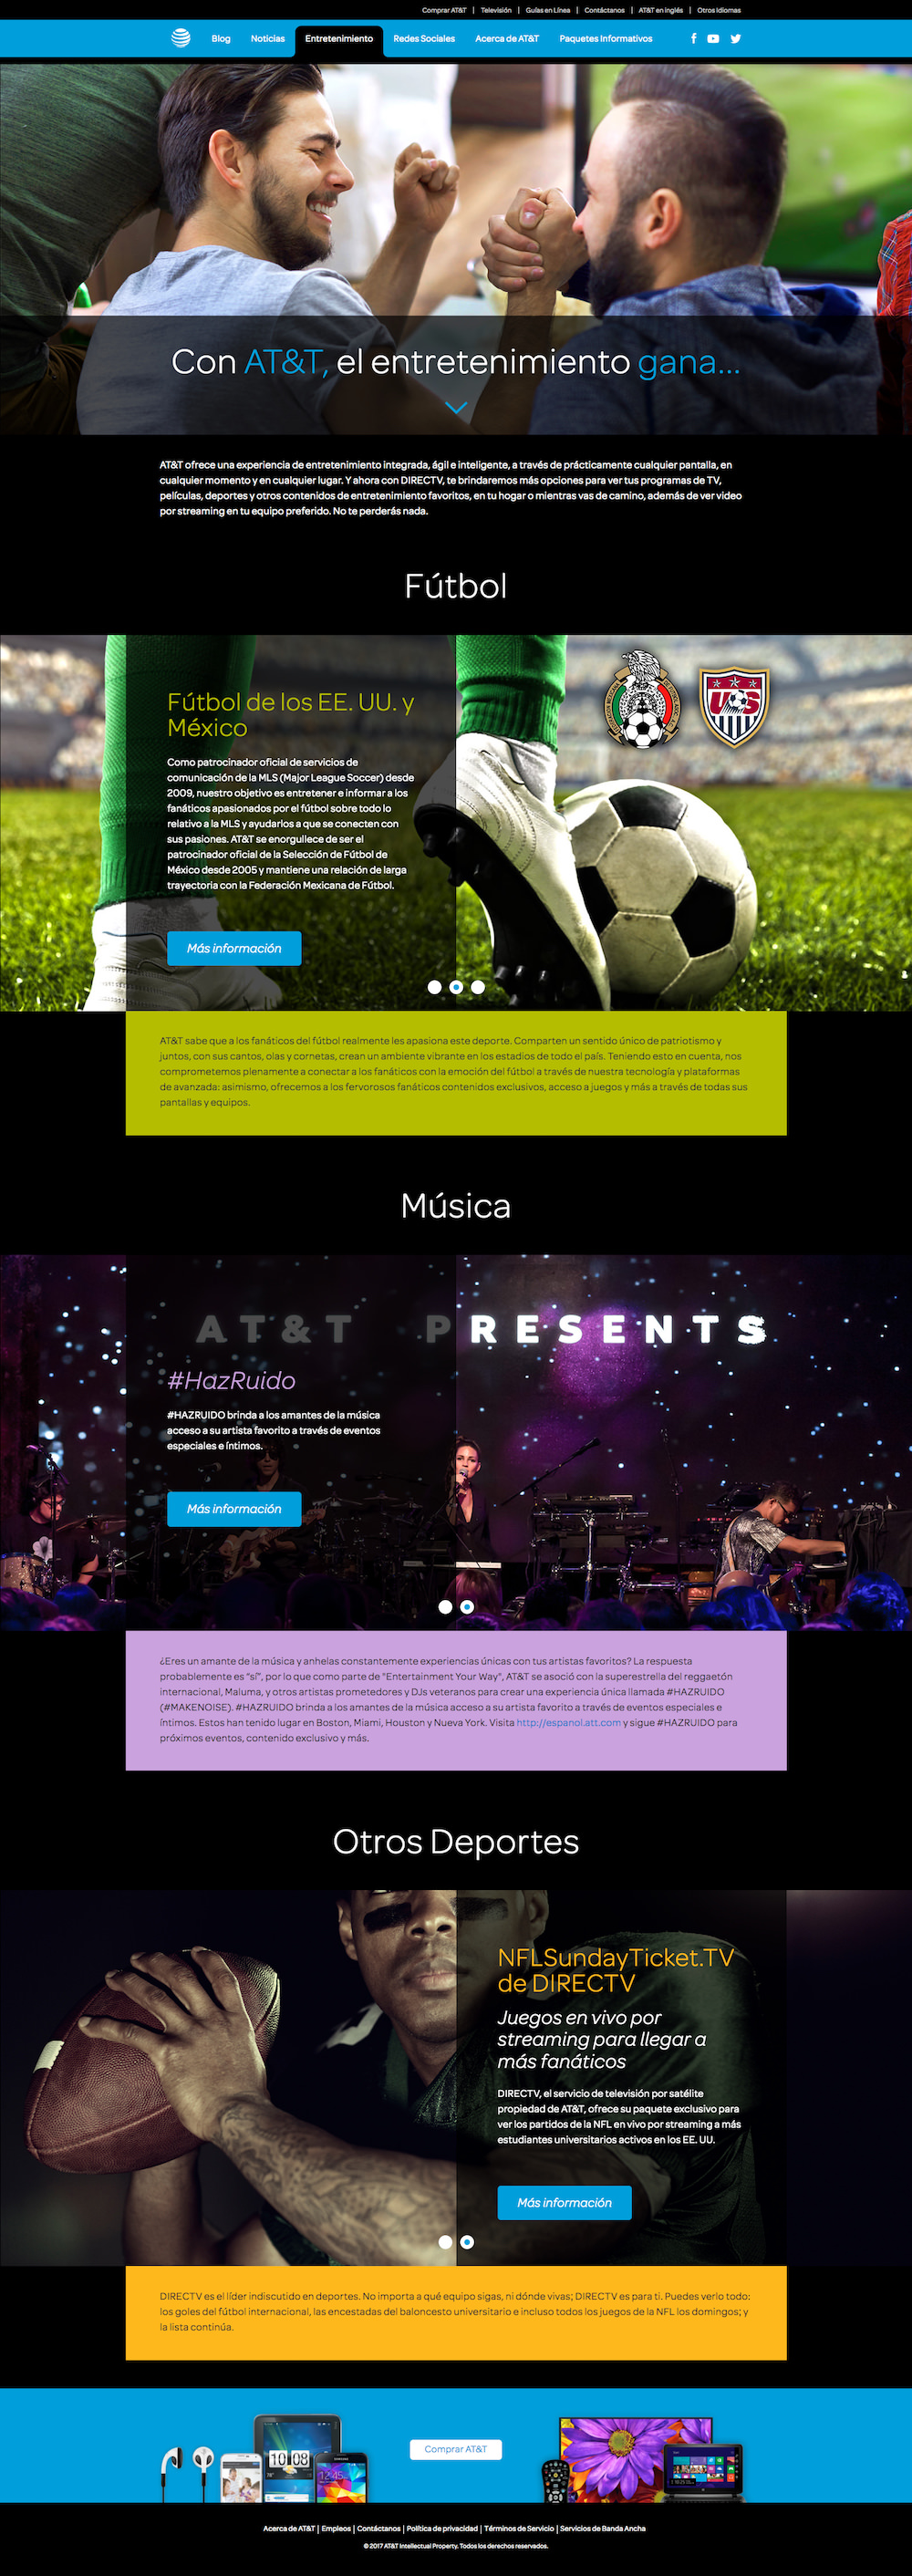 Comprar AT&T | Televisión | Guías en Línea | Contáctanos | AT&T en inglés | Otros Idiomas
Blog Noticias Entretenimiento Redes Sociales Acerca de AT&T Paquetes Informativos
Con AT&T, el entretenimiento gana...
AT&T ofrece una experiencia de entretenimiento integrada, ágil e inteligente, a través de prácticamente cualquier pantalla, en
cualquier momento y en cualquier lugar. Y ahora con DIRECTV, te brindaremos más opciones para ver tus programas de TV,
películas, deportes y otros contenidos de entretenimiento favoritos, en tu hogar o mientras vas de camino, además de ver video
por streaming en tu equipo preferido. No te perderás nada.
Fútbol
Fútbol de los EE. UU. y
México
Como patrocinador oficial de servicios de
comunicación de la MLS (Major League Soccer) desde
2009, nuestro objetivo es entretener e informar a los
fanáticos apasionados por el fútbol sobre todo lo
relativo a la MLS y ayudarlos a que se conecten con
sus pasiones. AT&T se enorgullece de ser el
patrocinador oficial de la Selección de Fútbol de
México desde 2005 y mantiene una relación de larga
trayectoria con la Federación Mexicana de Fútbol.
Más información
US
AT&T sabe que a los fanáticos del fútbol realmente les apasiona este deporte. Comparten un sentido único de patriotismo y
juntos, con sus cantos, olas y cornetas, crean un ambiente vibrante en los estadios de todo el país. Teniendo esto en cuenta, nos
comprometemos plenamente a conectar a los fanáticos con la emoción del fútbol a través de nuestra tecnología y plataformas
de avanzada: asimismo, ofrecemos a los fervorosos fanáticos contenidos exclusivos, acceso a juegos y más a través de todas sus
pantallas y equipos.
Música
AT&T PRESENTS
#HazRuido
#HAZRUIDO brinda a los amantes de la música
acceso a su artista favorito a través de eventos
especiales e íntimos.
Más información
¿Eres un amante de la música y anhelas constantemente experiencias únicas con tus artistas favoritos? La respuesta
probablemente es "sí", por lo que como parte de "Entertainment Your Way", AT&T se asoció con la superestrella del reggaetón
internacional, Maluma, y otros artistas prometedores y DJs veteranos para crear una experiencia única llamada #HAZRUIDO
(#MAKENOISE). #HAZRUIDO brinda a los amantes de la música acceso a su artista favorito a través de eventos especiales e
íntimos. Estos han tenido lugar en Boston, Miami, Houston y Nueva York. Visita http://espanol.att.com y sigue #HAZRUIDO para
próximos eventos, contenido exclusivo y más.
Otros Deportes
NFLSundayTicket.TV
de DIRECTV
Juegos en vivo por
streaming para llegar a
más fanáticos
DIRECTV, el servicio de televisión por satélite
propiedad de AT&T, ofrece su paquete exclusivo para
ver los partidos de la NFL en vivo por streaming a más
estudiantes universitarios activos en los EE. UU.
Más información
DIRECTV es el líder indiscutido en deportes. No importa a qué equipo sigas, ni dónde vivas; DIRECTV es para ti. Puedes verlo todo:
los goles del fútbol internacional, las encestadas del baloncesto universitario e incluso todos los juegos de la NFL los domingos; y
la lista continúa.
10 08
12:45
Comprar AT&T
Acerca de AT&T | Empleos | Contáctanos | Política de privacidad | Términos de Servicio | Servicios de Banda Ancha
© 2017 AT&T Intellectual Property. Todos los derechos reservados.